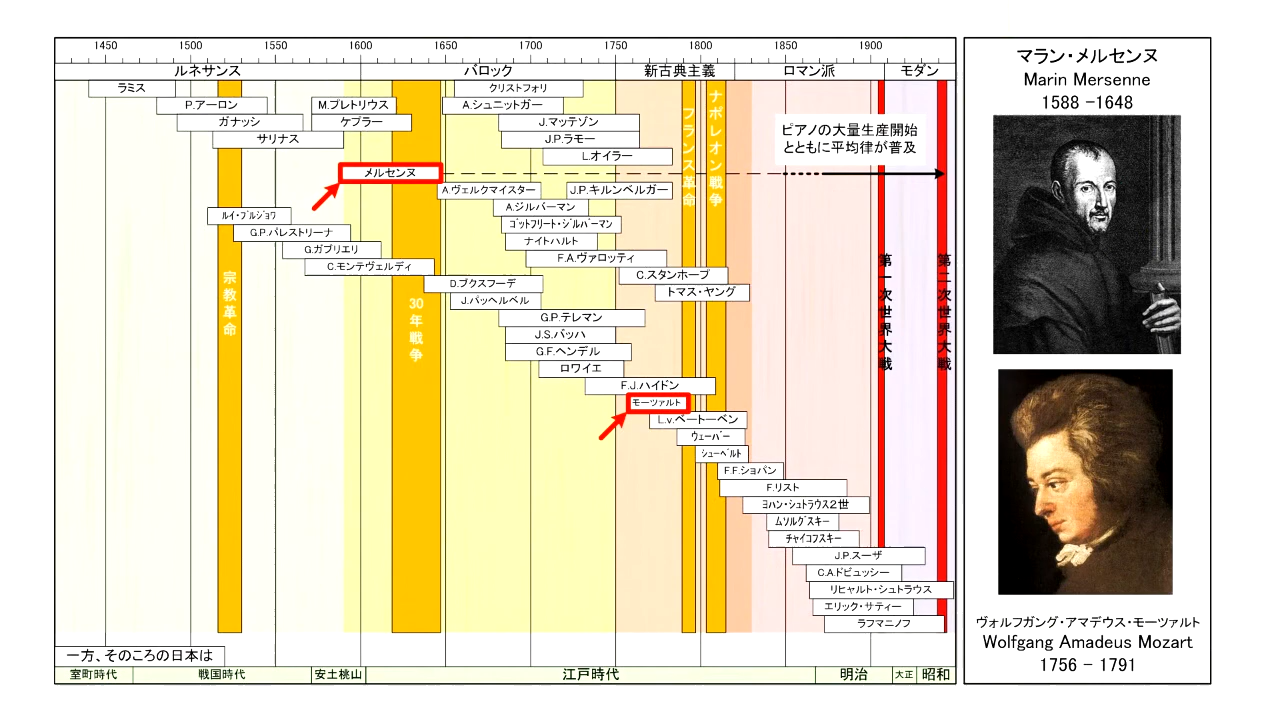 1450 1500 1550 1600 1650 1700 1750 1800 1850 1900
ルネサンス バロック 新古典主義 ロマン派 モダン
ラミス
クリストフォリ
P.アーロン
M.プレトリウス
A.シュニットガー
ガナッシ
ケプラー
J.マッテゾン
サリナス
J.P.ラモー
L.オイラー
メルセンヌ
A.ヴェルクマイスター
J.P.キルンベルガー
A.ジルバーマン
ルイ・ブルジョワ
ゴットフリート・ジルバーマン
G.P.パレストリーナ
ナイトハルト
G.ガブリエリ
F.A.ヴァロッティ
C.モンテヴェルディ
C.スタンホープ
D.ブクスフーデ
トマス・ヤング
J.パッヘルベル
G.P.テレマン
J.S.バッハ
G.F.ヘンデル
ロワイエ
F.J.ハイドン
モーツァルト
L.v.ベートーベン
ウェーバー
シューベルト
F.F.ショパン
F.リスト
ヨハン・シュトラウス2世
ムソルグスキー
チャイコフスキー
J.P.スーザ
C.A.ドビュッシー
リヒャルト・シュトラウス
エリック・サティー
ラフマニノフ
宗教革命
30年戦争
フランス革命
ナポレオン戦争
第一次世界大戦
第二次世界大戦
ピアノの大量生産開始
とともに平均律が普及
一方、そのころの日本は
室町時代 戦国時代 安土桃山 江戸時代 明治 大正 昭和
マラン・メルセンヌ
Marin Mersenne
1588 -1648
ヴォルフガング・アマデウス・モーツァルト
Wolfgang Amadeus Mozart
1756 - 1791